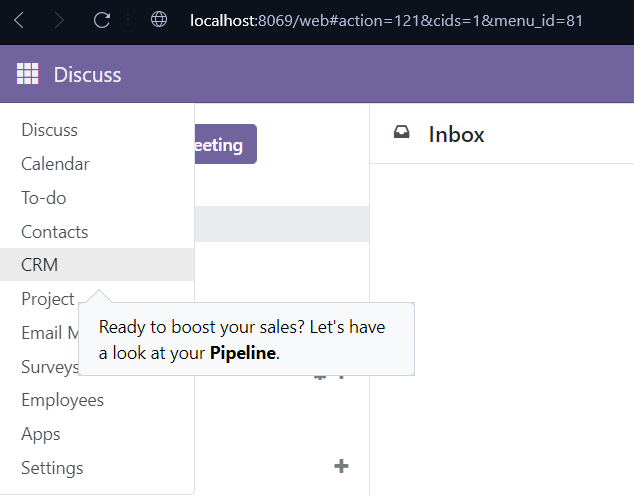 localhost:8069/web#action=121&cids=1&menu_id=81
Discuss
Discuss
Calendar
To-do
Contacts
CRM
Project
Email M
Surveys
Employees
Apps
Settings
eeting
Inbox
Ready to boost your sales? Let's have
a look at your Pipeline.